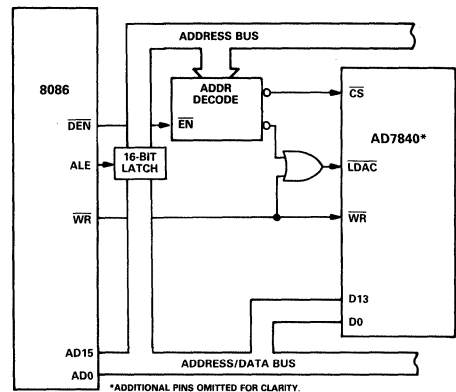 ADDRESS BUS
8086
ADDR
DECODE
CS
DEN
EN
AD7840*
ALE
16-BIT
LATCH
LDAC
WR
WR
D13
D0
AD15
ADDRESS/DATA BUS
AD0
*ADDITIONAL PINS OMITTED FOR CLARITY.